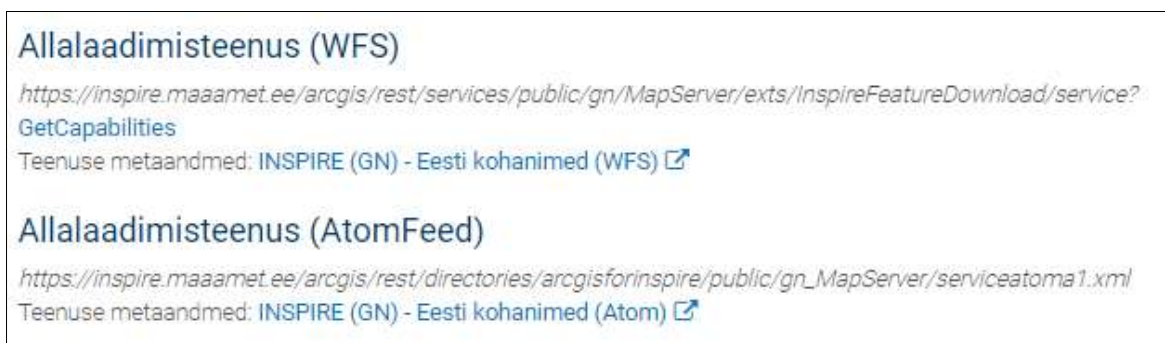 Allalaadimisteenus (WFS)
https://inspire.maaamet.ee/arcgis/rest/services/public/gn/MapServer/exts/InspireFeatureDownload/service?
GetCapabilities
Teenuse metaandmed: INSPIRE (GN) - Eesti kohanimed (WFS)
Allalaadimisteenus (AtomFeed)
https://inspire.maaamet.ee/arcgis/rest/directories/arcgisforinspire/public/gn_MapServer/serviceatoma1.xml
Teenuse metaandmed: INSPIRE (GN) - Eesti kohanimed (Atom)